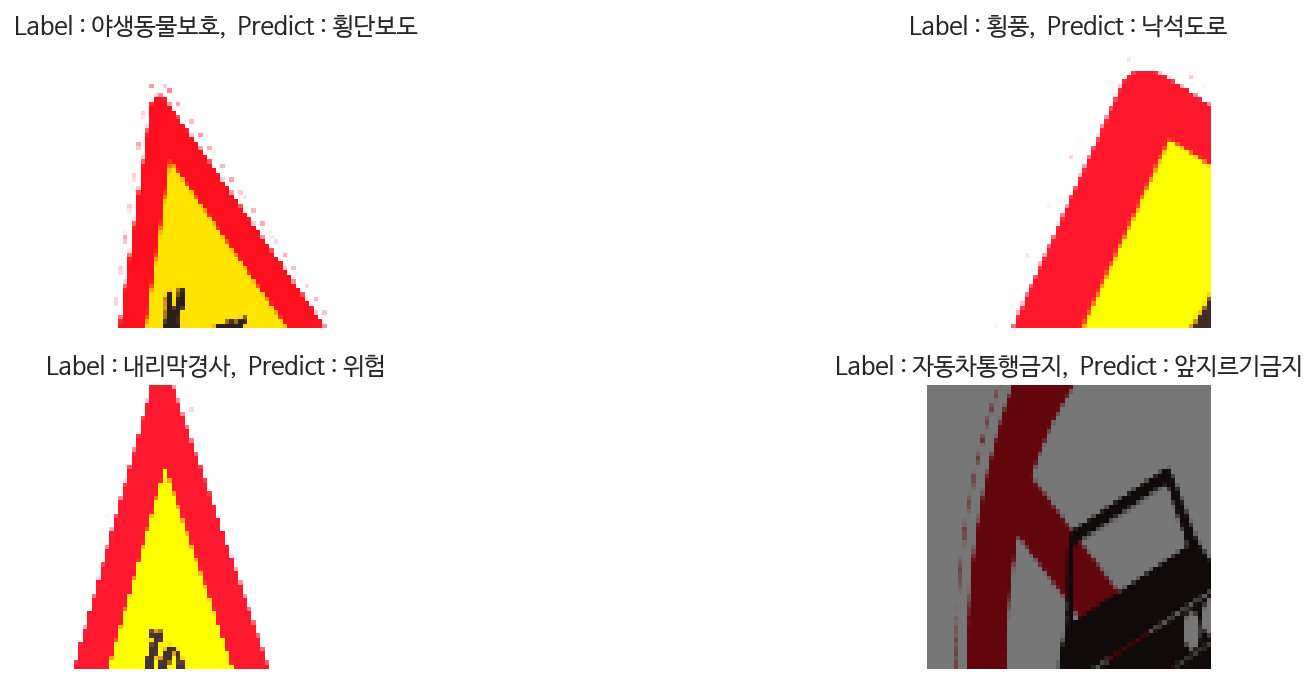 Label : 야생동물보호,  Predict : 횡단보도
Label : 횡풍,  Predict : 낙석도로
Label : 내리막경사,  Predict : 위험
Label : 자동차통행금지,  Predict : 앞지르기금지